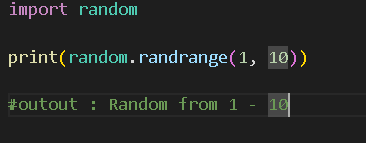 import random
print(random.randrange(1, 10))
#outout : Random from 1 - 10